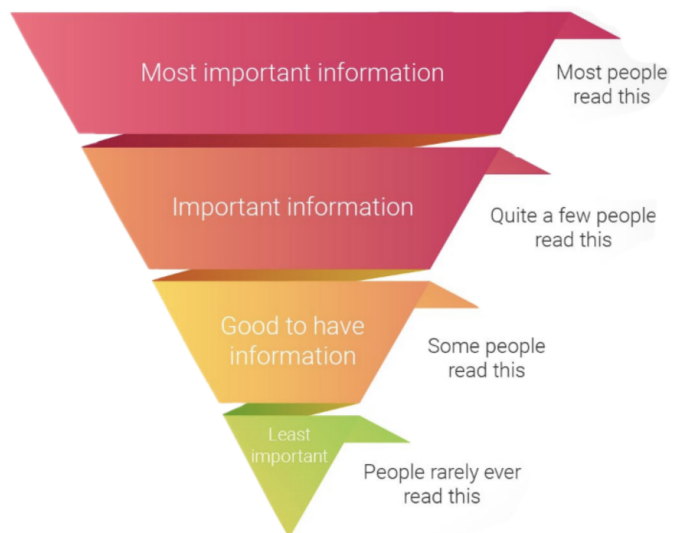 Most important information
Most people
read this
Important information
Quite a few people
read this
Good to have
information
Some people
read this
Least
important
People rarely ever
read this